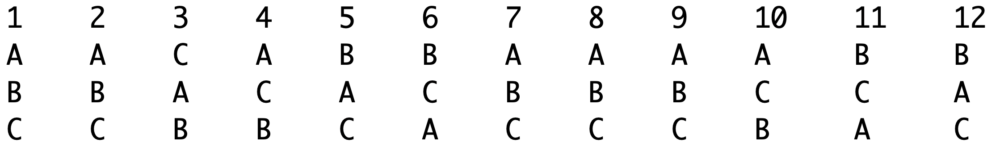 1 2 3 4 5 6 7 8 9 10 11 12
A A C A B B A A A A B B
B B A C A C B B B C C A
C C B B C A C C C B A C